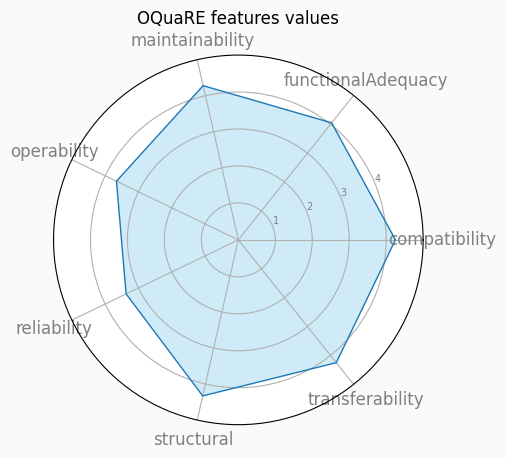 OQuaRE features values
maintainability
functionalAdequacy
operability
4
3
2
1
compatibility
reliability
transferability
structural